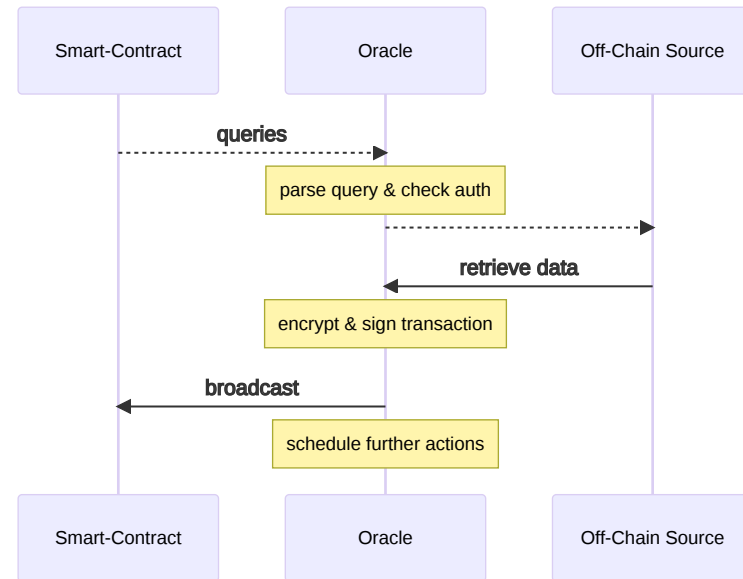 Smart-Contract
Oracle
Off-Chain Source
queries
parse query & check auth
retrieve data
encrypt & sign transaction
broadcast
schedule further actions
Smart-Contract
Oracle
Off-Chain Source